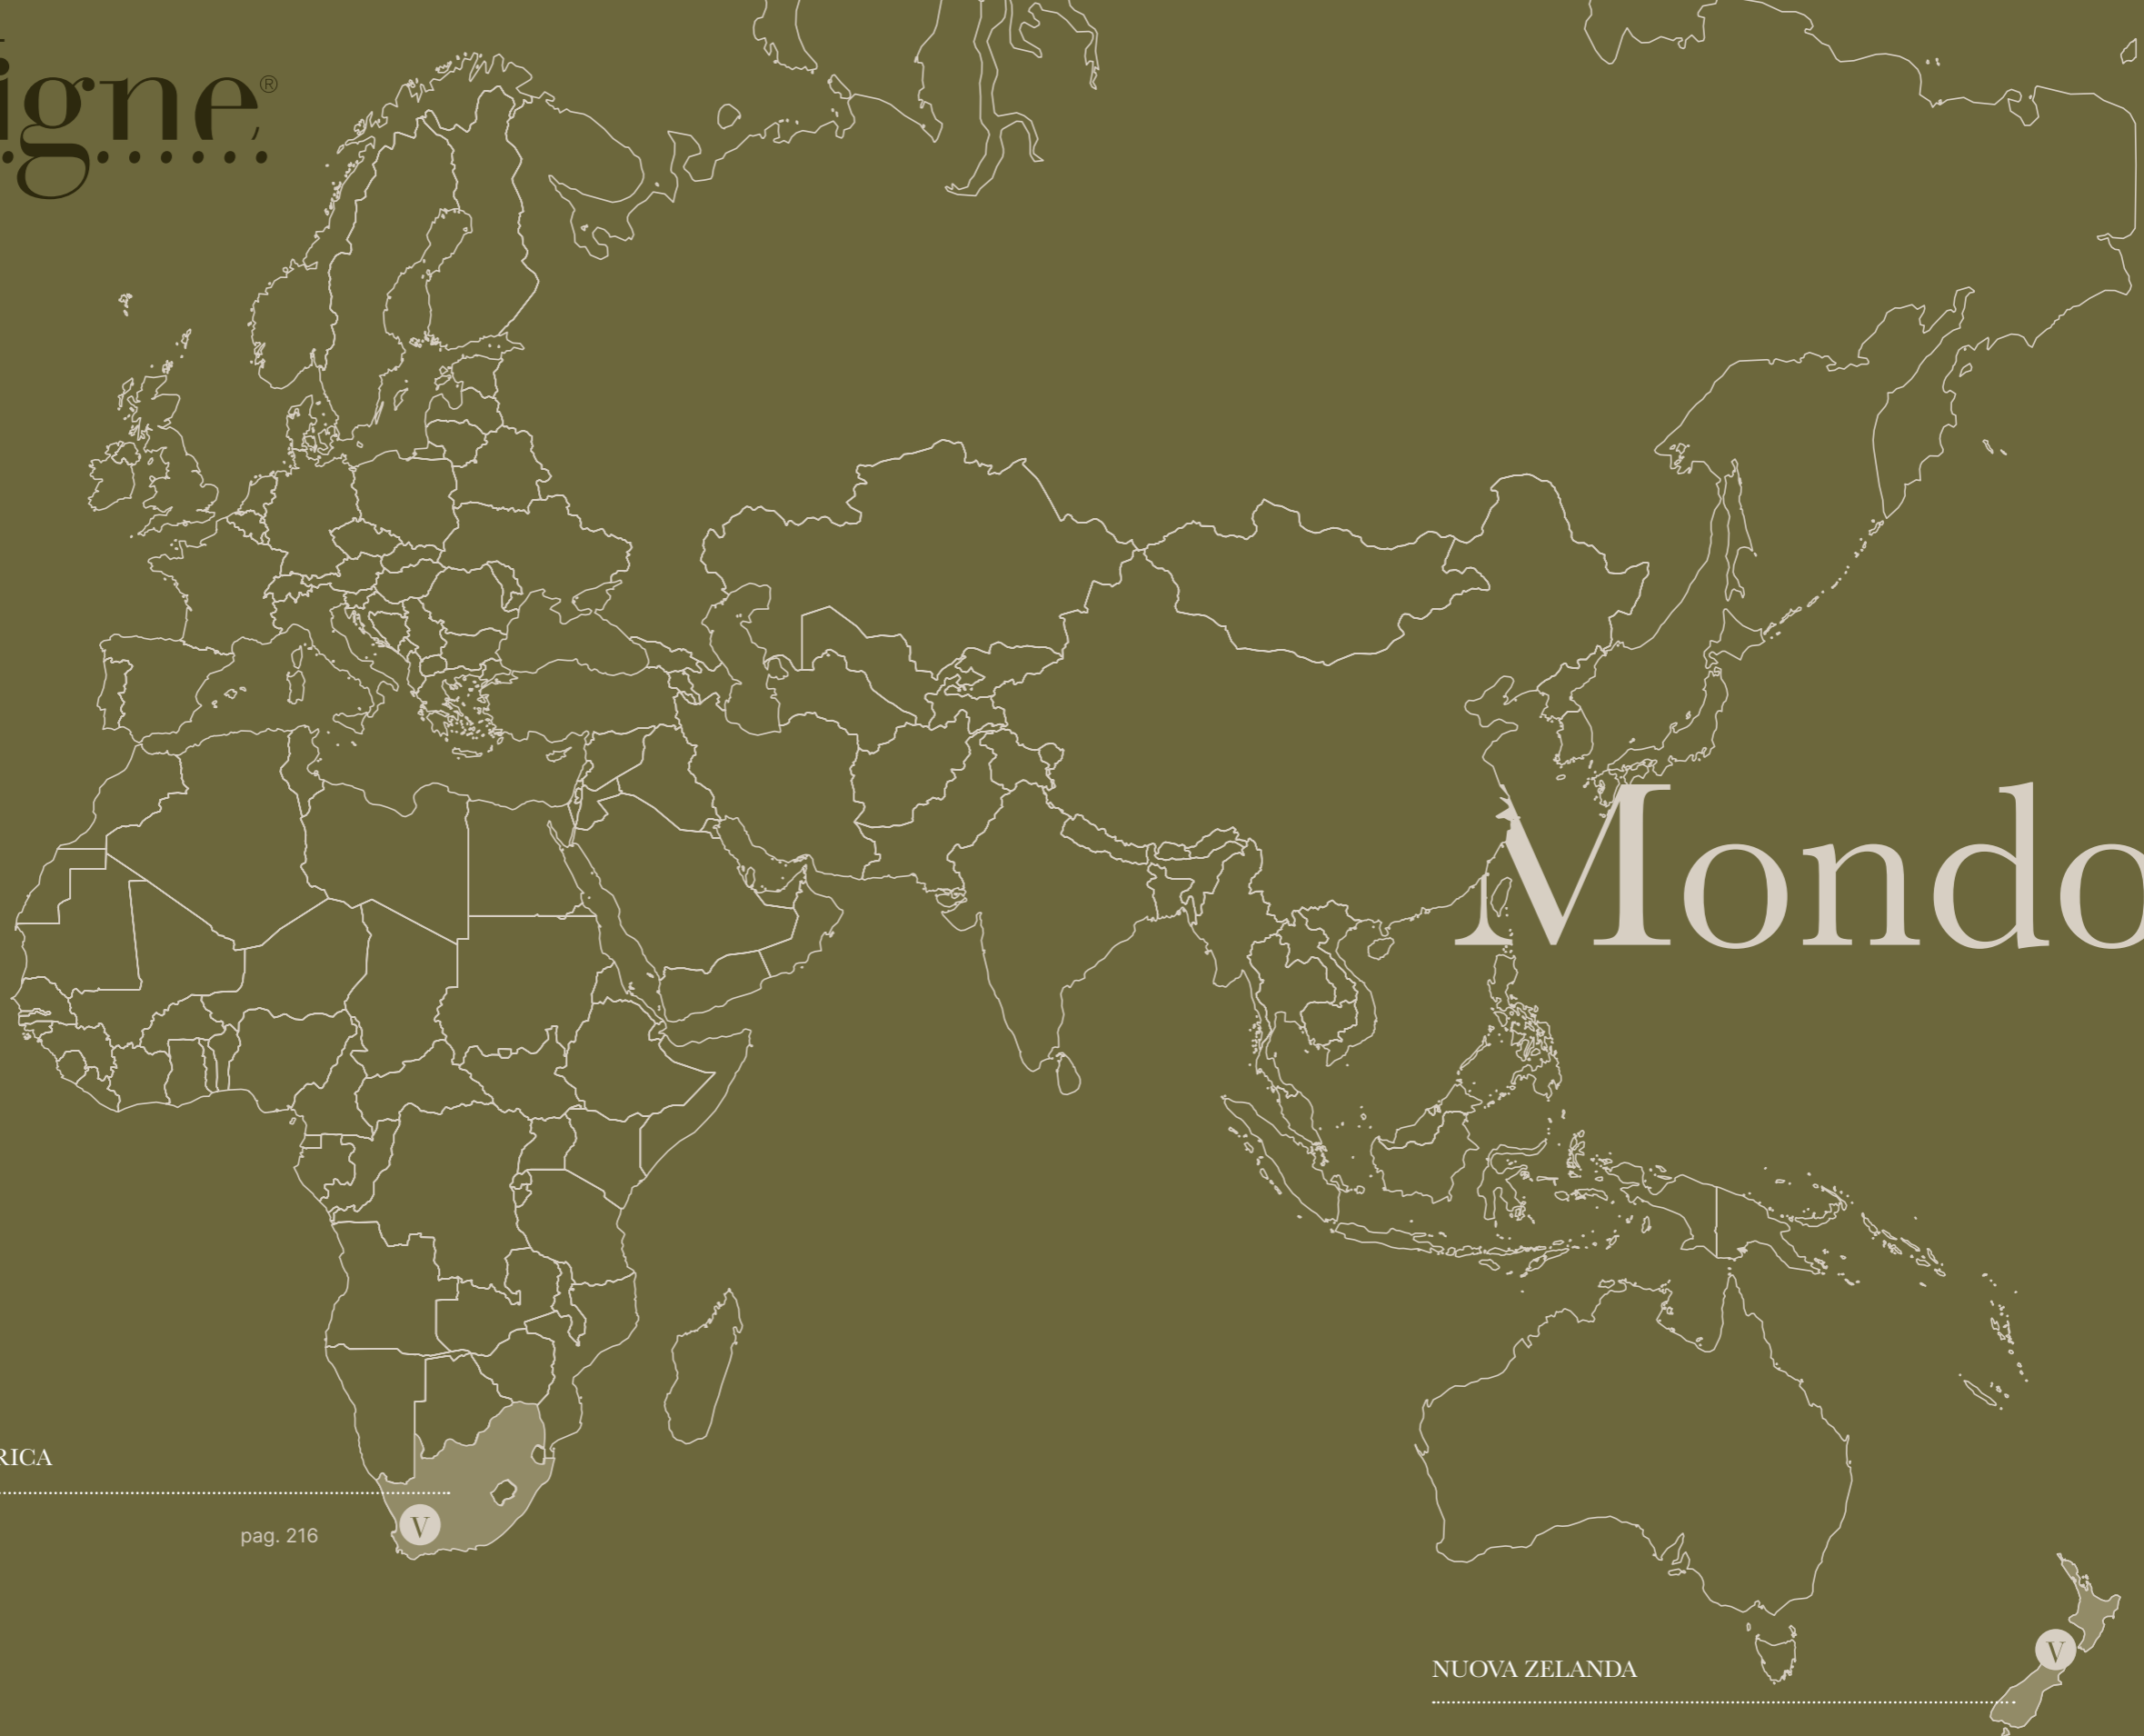 igne®
Mondo
RICA
V
pag. 216
V
NUOVA ZELANDA